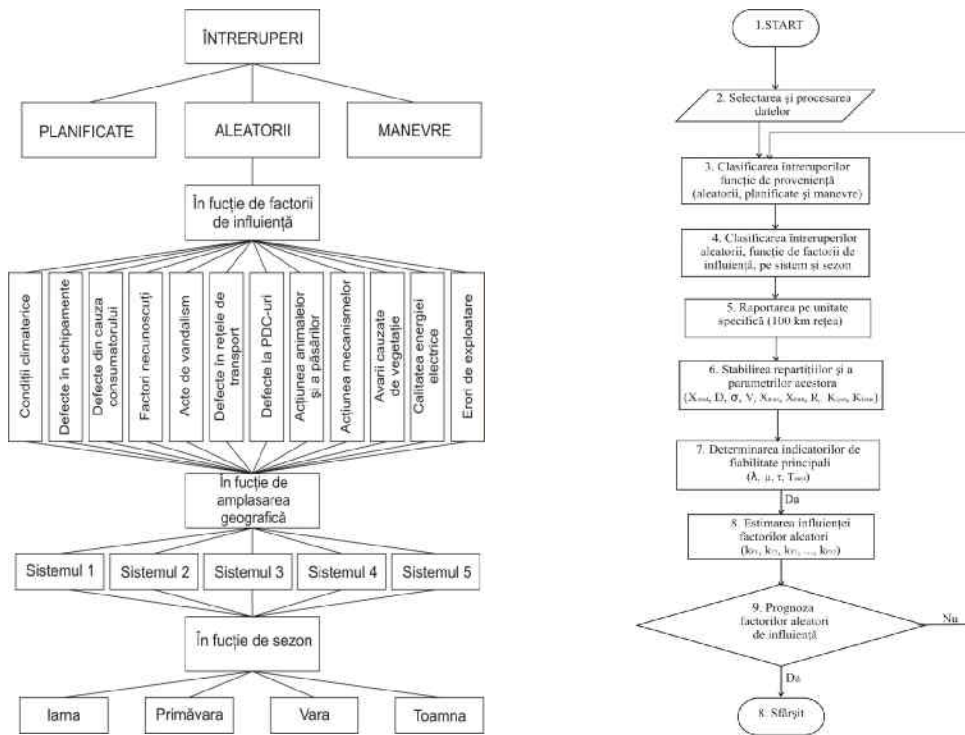 ÎNTRERUPERI
PLANIFICATE
ALEATORII
MANEVRE
În fucție de factorii
de influiență
Condiții climaterice
Defecte în echipamente
Defecte din cauza
consumatorului
Factori necunoscuți
Acte de vandalism
Defecte în rețele de
transport
Defecte la PDC-uri
Acțiunea animalelor
și a păsărilor
Acțiunea mecanismelor
Avarii cauzate
de vegetație
Calitatea energiei
electrice
Erori de exploatare
În fucție de
amplasarea
geografică
Sistemul 1
Sistemul 2
Sistemul 3
Sistemul 4
Sistemul 5
În fucție de sezon
Iarna
Primăvara
Vara
Toamna
1.START
2. Selectarea și procesarea
datelor
3. Clasificarea întreruperilor
funcție de proveniență
(aleatorii, planificate și manevre)
4. Clasificarea întreruperilor
aleatorii, funcție de factorii de
influiență, pe sistem și sezon
5. Raportarea pe unitate
specifică (100 km rețea)
6. Stabilirea repartițiilor și a
parametrilor acestora
D, σ, V, R,
7. Determinarea indicatorilor de
fiabilitate principali
(λ, μ, τ,
Da
8. Estimarea influienței
factorilor aleatori
9. Prognoza
factorilor aleatori
de influiență
Nu
Da
8. Sfârșit